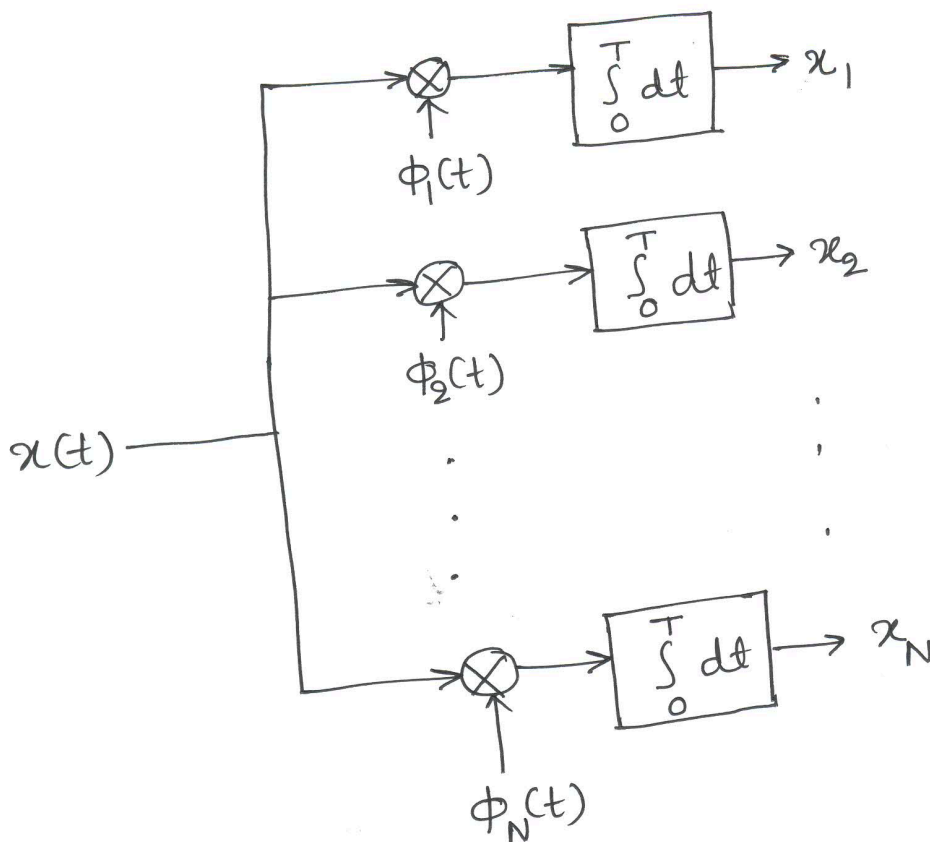 ∫₀ᵀ dt
x₁
ϕ₁(t)
∫₀ᵀ dt
x₂
ϕ₂(t)
x(t)
∫₀ᵀ dt
x_N
ϕ_N(t)